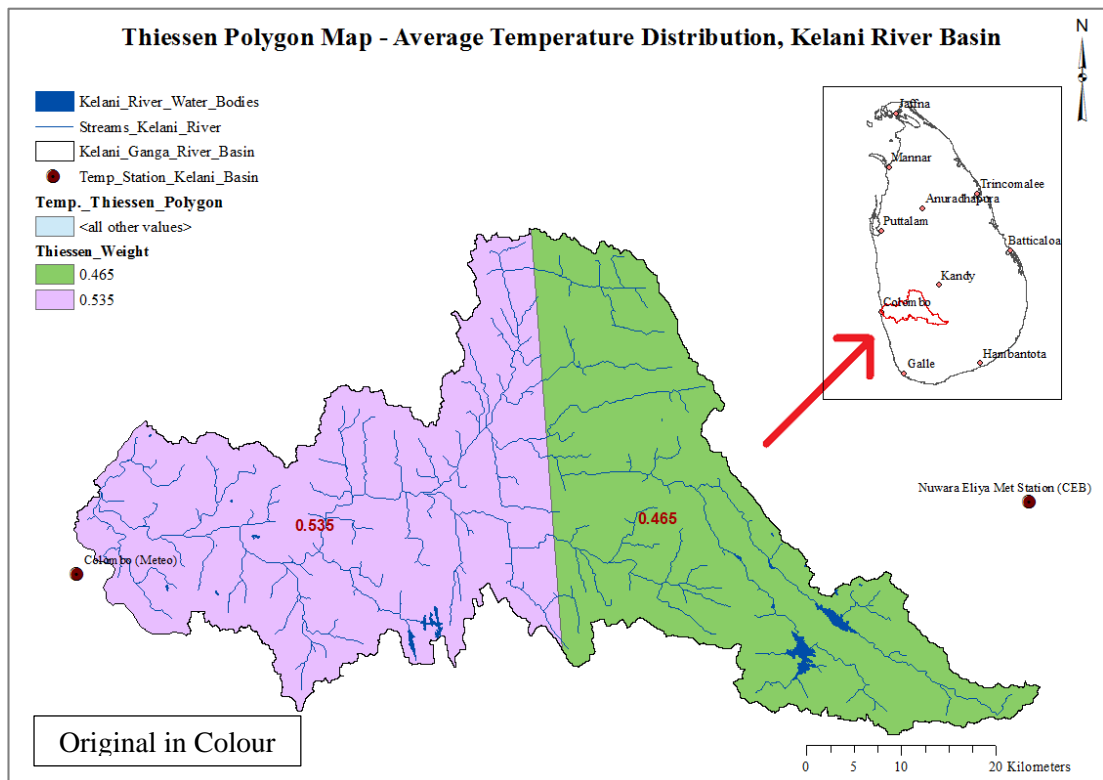 Thiessen Polygon Map - Average Temperature Distribution, Kelani River Basin
N
Kelani_River_Water_Bodies
Streams_Kelani_River
Kelani_Ganga_River_Basin
Temp_Station_Kelani_Basin
Temp._Thiessen_Polygon
<all other values>
Thiessen_Weight
0.465
0.535
Jaffna
Mannar
Trincomalee
Anuradhapura
Puttalam
Batticaloa
Kandy
Colombo
Hambantota
Galle
Nuwara Eliya Met Station (CEB)
0.535
0.465
Colombo (Meteo)
Original in Colour
0 5 10 20 Kilometers